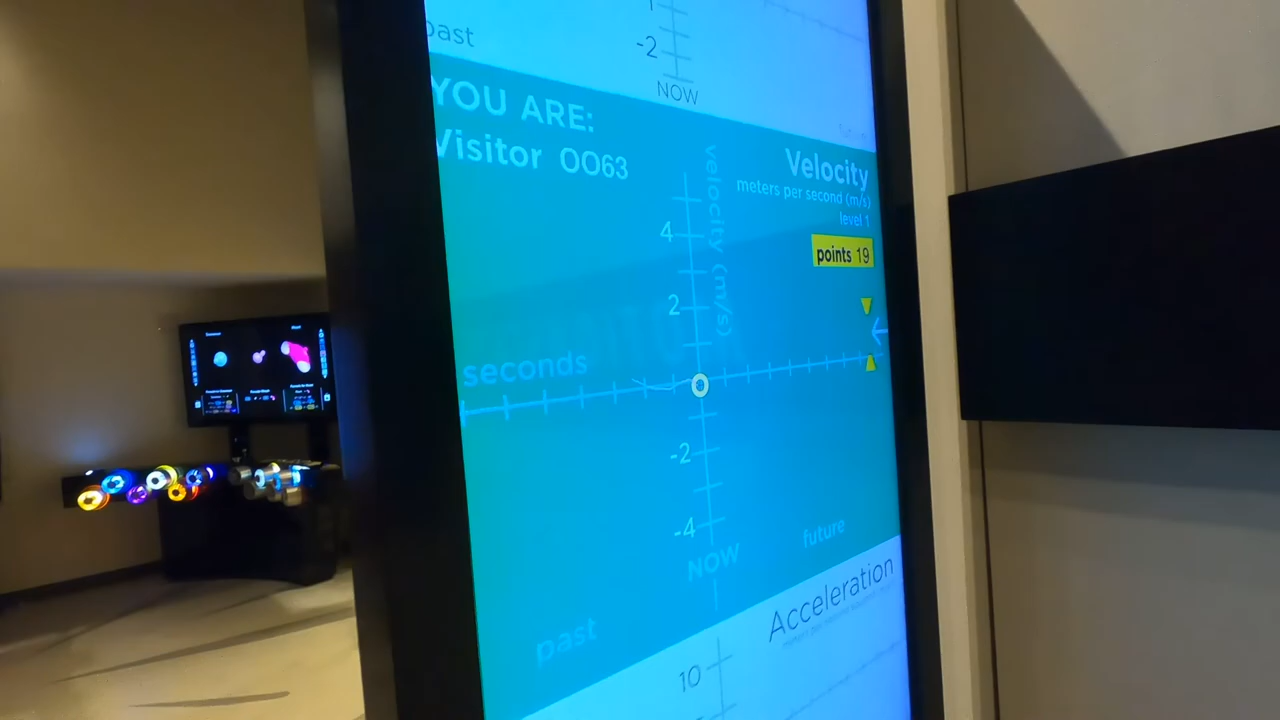 past
-2
NOW
future
YOU ARE:
Visitor 0063
Velocity
meters per second (m/s)
level 1
points 19
velocity (m/s)
4
2
seconds
-2
-4
NOW
future
past
Acceleration
10